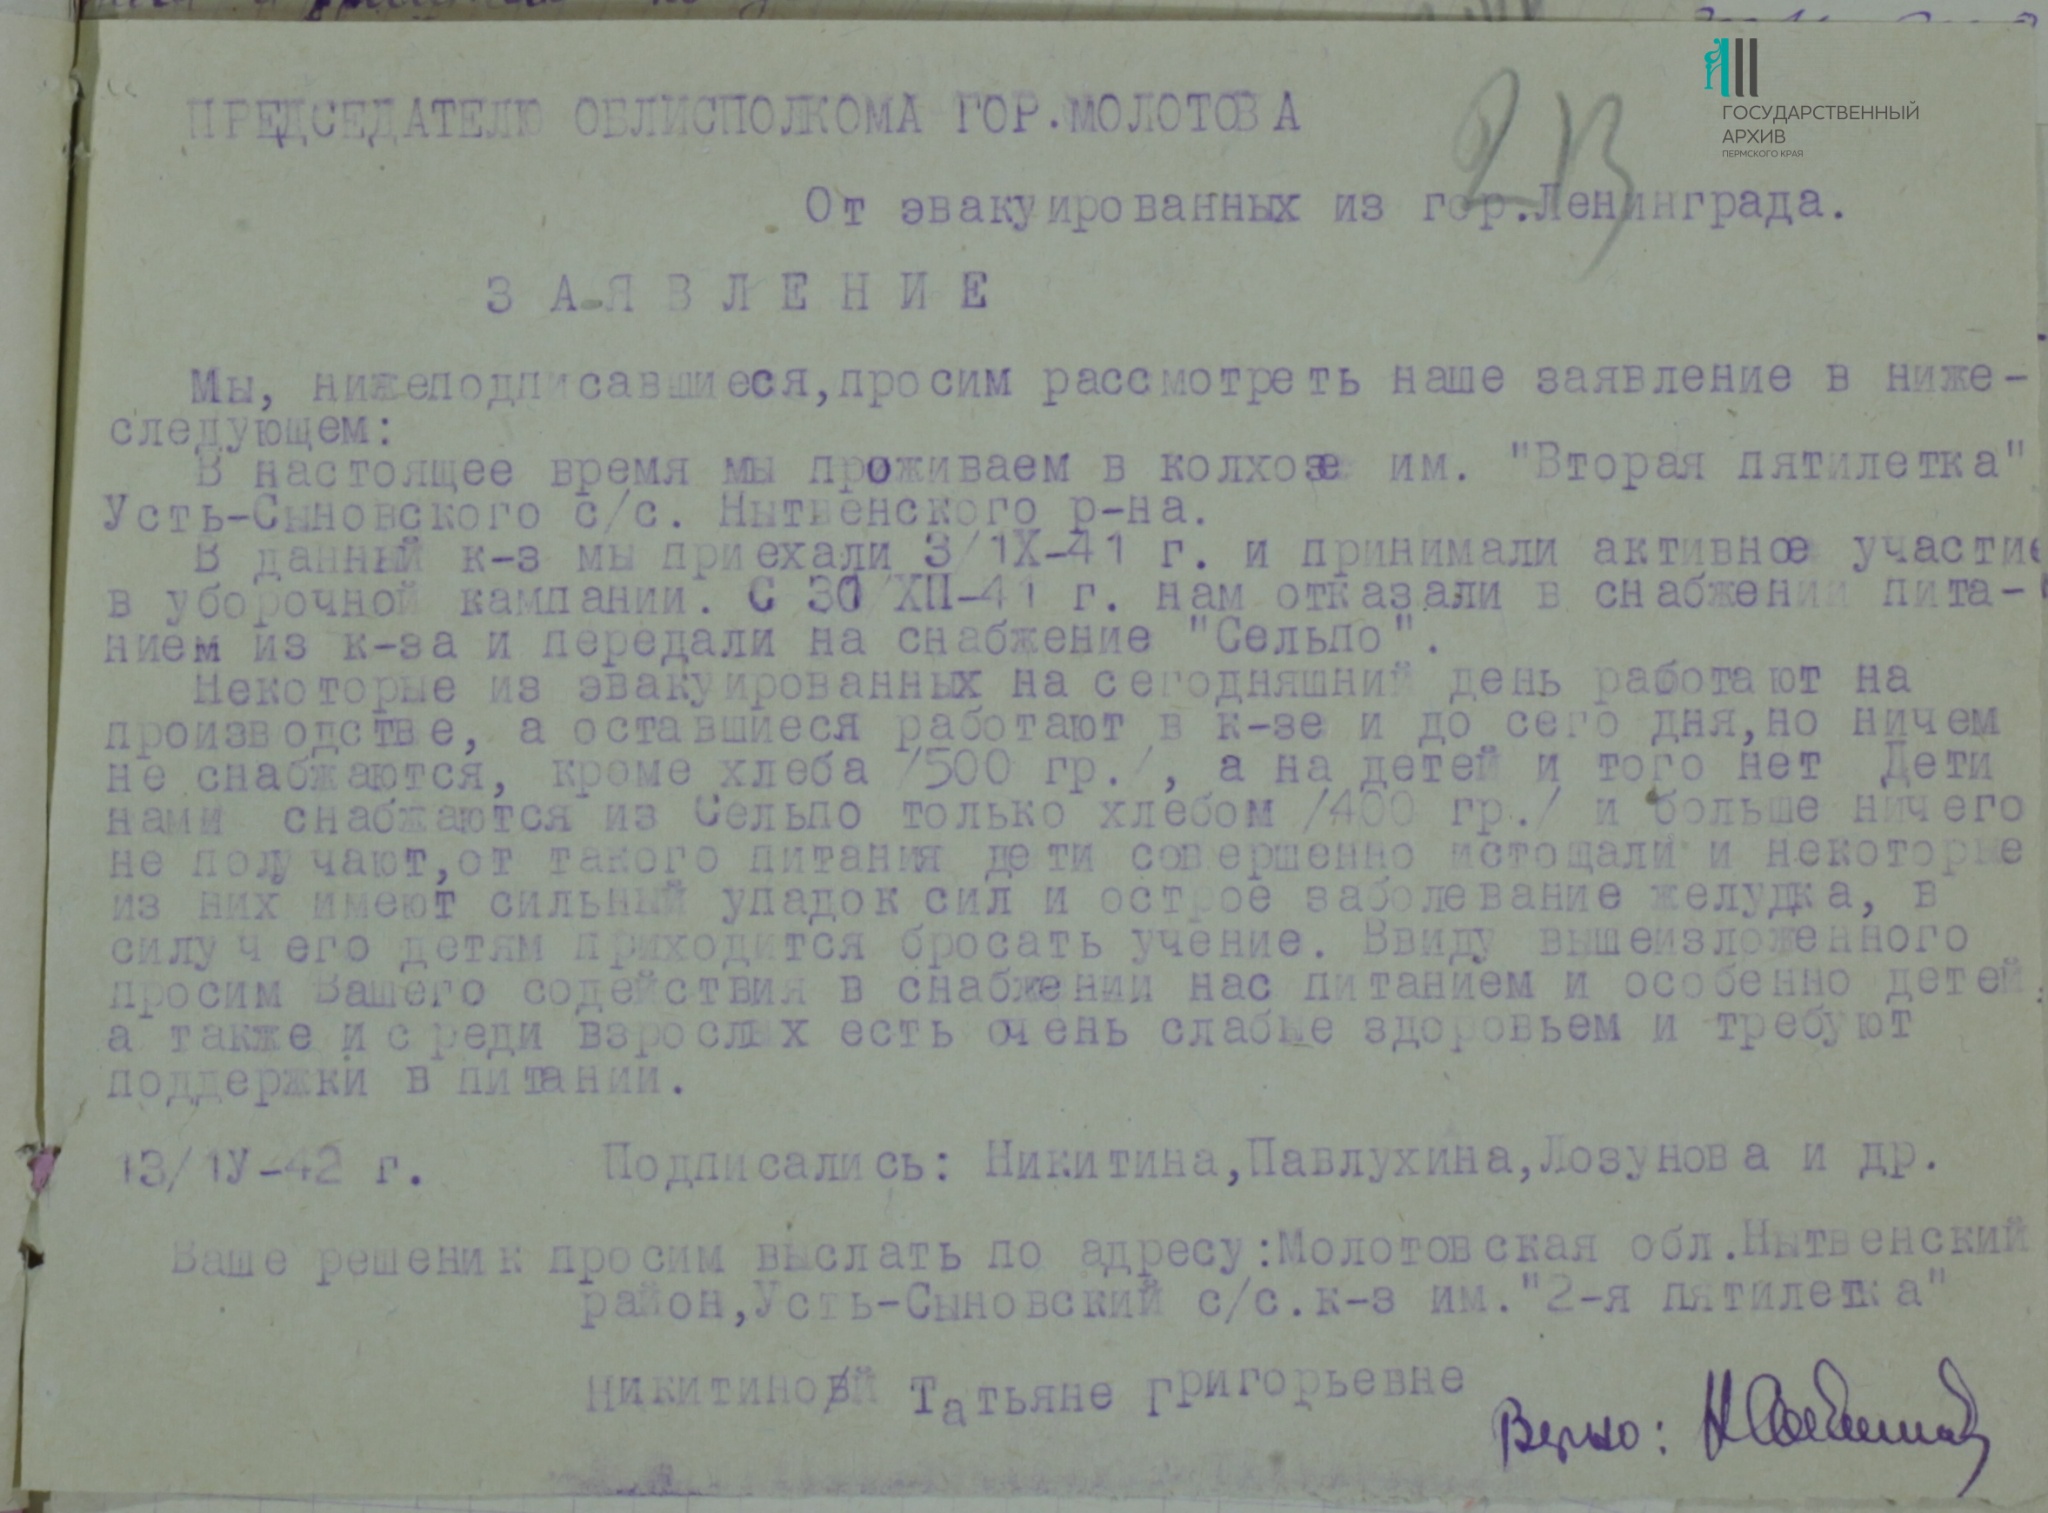 ГОСУДАРСТВЕННЫЙ
АРХИВ
ПЕРМСКОГО КРАЯ
ПРЕДСЕДАТЕЛЮ ОБЛИСПОЛКОМА ГОР.МОЛОТОВА
От эвакуированных из гор.Ленинграда.
З А Я В Л Е Н И Е
Мы, нижеподписавшиеся,просим рассмотреть наше заявление в ниже-
следующем:
В настоящее время мы проживаем в колхозе им. "Вторая пятилетка"
Усть-Сыновского с/с. Нытвенского р-на.
В данный к-з мы приехали 3/1Х-41 г. и принимали активное участие
в уборочной кампании. С 30/ХП-41 г. нам отказали в снабжении пита-
нием из к-за и передали на снабжение "Сельпо".
Некоторые из эвакуированных на сегодняшний день работают на
производстве, а оставшиеся работают в к-зе и до сего дня,но ничем
не снабжаются, кроме хлеба /500 гр./, а на детей и того нет Дети
нами снабжаются из Сельпо только хлебом /400 гр./ и больше ничего
не получают,от такого питания дети совершенно истощали и некоторые
из них имеют сильный упадок сил и острое заболевание желудка, в
силу чего детям приходится бросать учение. Ввиду вышеизложенного
просим Вашего содействия в снабжении нас питанием и особенно детей
а также и среди взрослых есть очень слабые здоровьем и требуют
поддержки в питании.
13/1У-42 г. Подписались: Никитина,Павлухина,Лозунова и др.
Ваше решеник просим выслать по адресу:Молотовская обл.Нытвенский
район,Усть-Сыновский с/с.к-з им."2-я пятилетка"
Никитиной Татьяне Григорьевне
Верно: